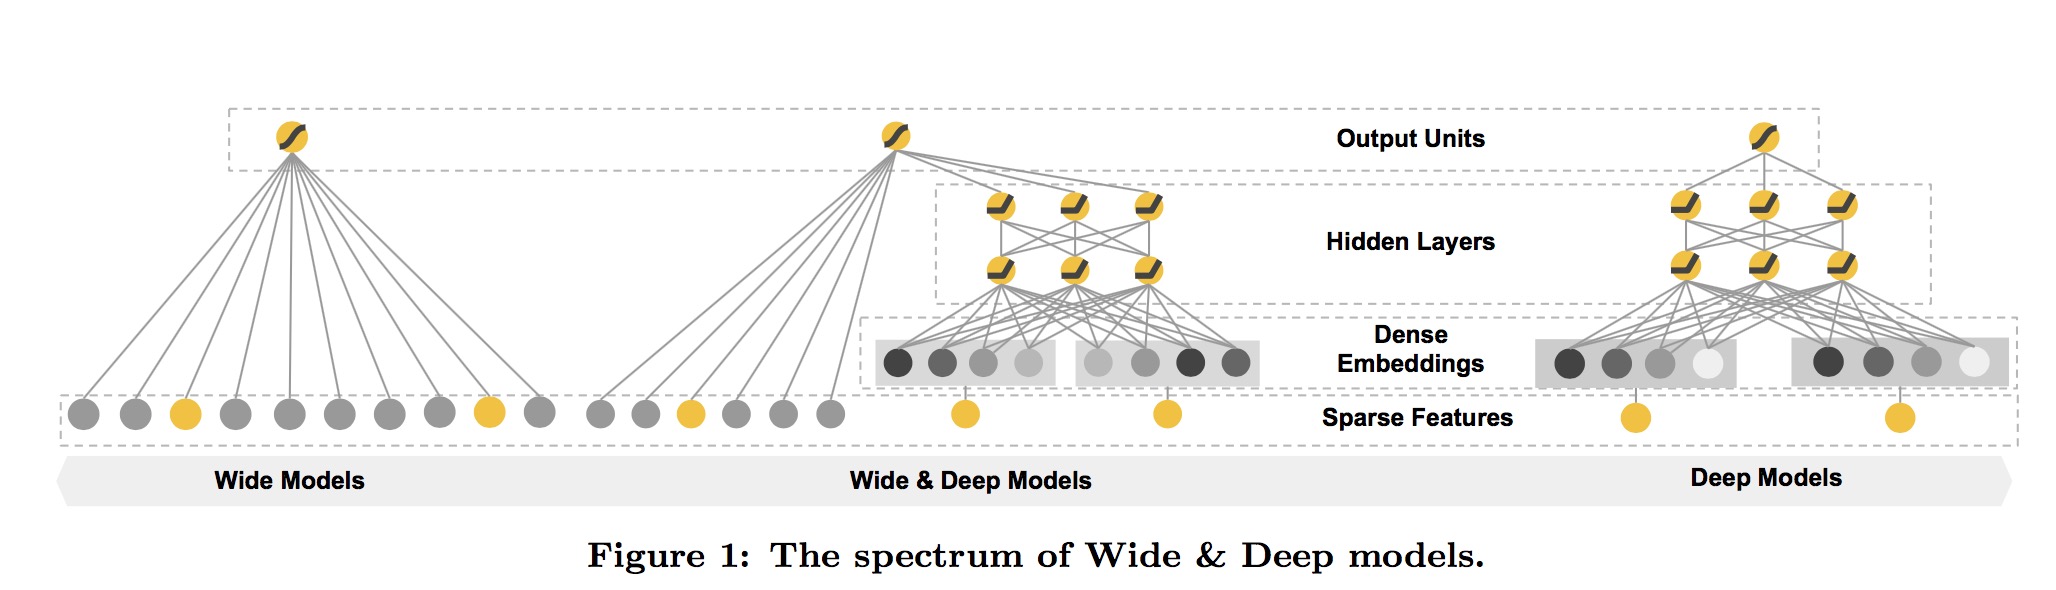 Output Units
Hidden Layers
Dense
Embeddings
Sparse Features
Wide Models
Wide & Deep Models
Deep Models
Figure 1: The spectrum of Wide & Deep models.